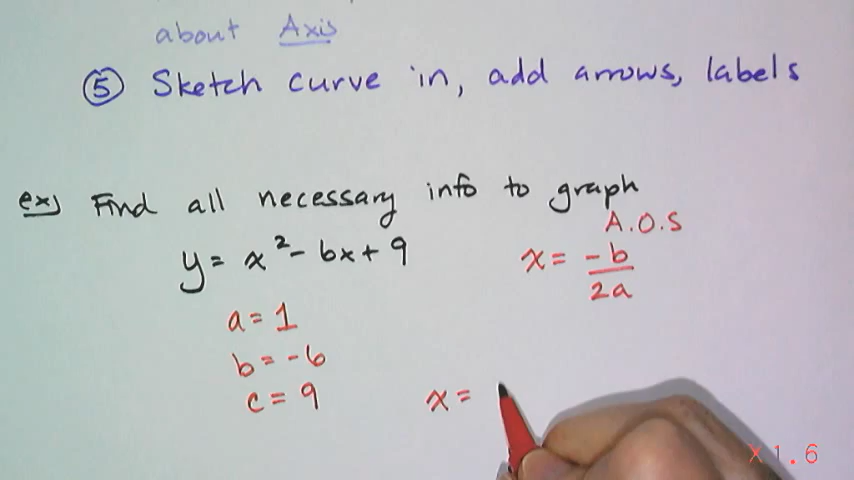 about Axis
⑤ Sketch curve in, add arrows, labels
ex) Find all necessary info to graph
A.O.S
y = x² - 6x + 9
x = -b/2a
a = 1
b = -6
c = 9
x =
x1.6